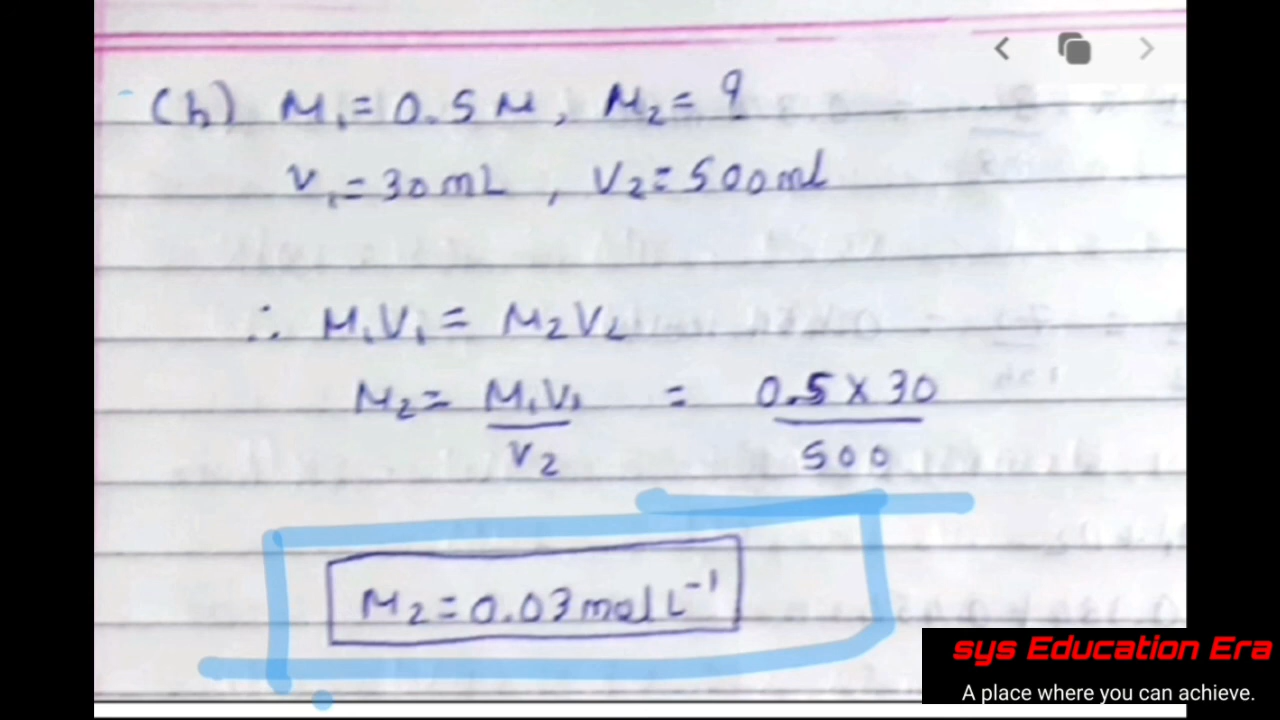 (b) M₁ = 0.5 M, M₂ = ?
V₁ = 30 mL, V₂ = 500 ml
∴ M₁V₁ = M₂V₂
M₂ = M₁V₁/V₂ = 0.5 × 30/500
M₂ = 0.03 mol L⁻¹
sys Education Era
A place where you can achieve.